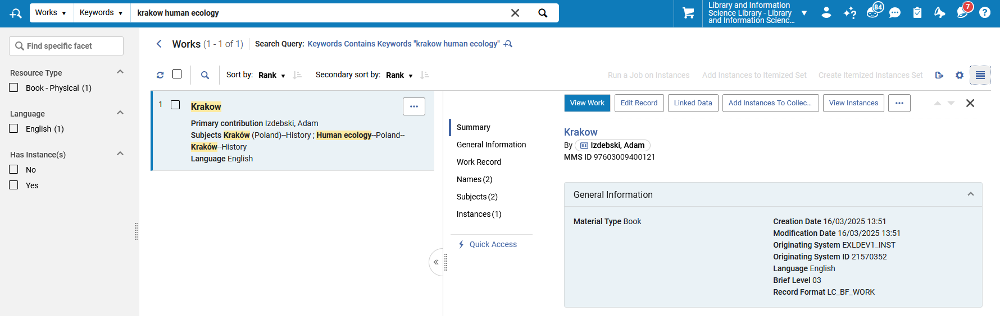 Works
Keywords
krakow human ecology
Library and Information
Science Library - Library
and Information Scienc...
84
7
Find specific facet
Resource Type
Book - Physical (1)
Language
English (1)
Has Instance(s)
No
Yes
Works (1 - 1 of 1) Search Query: Keywords Contains Keywords "krakow human ecology"
Sort by: Rank Secondary sort by: Rank
Run a Job on Instances Add Instances to Itemized Set Create Itemized Instances Set
1 Krakow
Primary contribution Izdebski, Adam
Subjects Kraków (Poland)--History ; Human ecology--Poland--
Kraków--History
Language English
Summary
General Information
Work Record
Names (2)
Subjects (2)
Instances (1)
Quick Access
View Work Edit Record Linked Data Add Instances To Collec... View Instances
Krakow
By Izdebski, Adam
MMS ID 97603009400121
General Information
Material Type Book
Creation Date 16/03/2025 13:51
Modification Date 16/03/2025 13:51
Originating System EXLDEV1_INST
Originating System ID 21570352
Language English
Brief Level 03
Record Format LC_BF_WORK